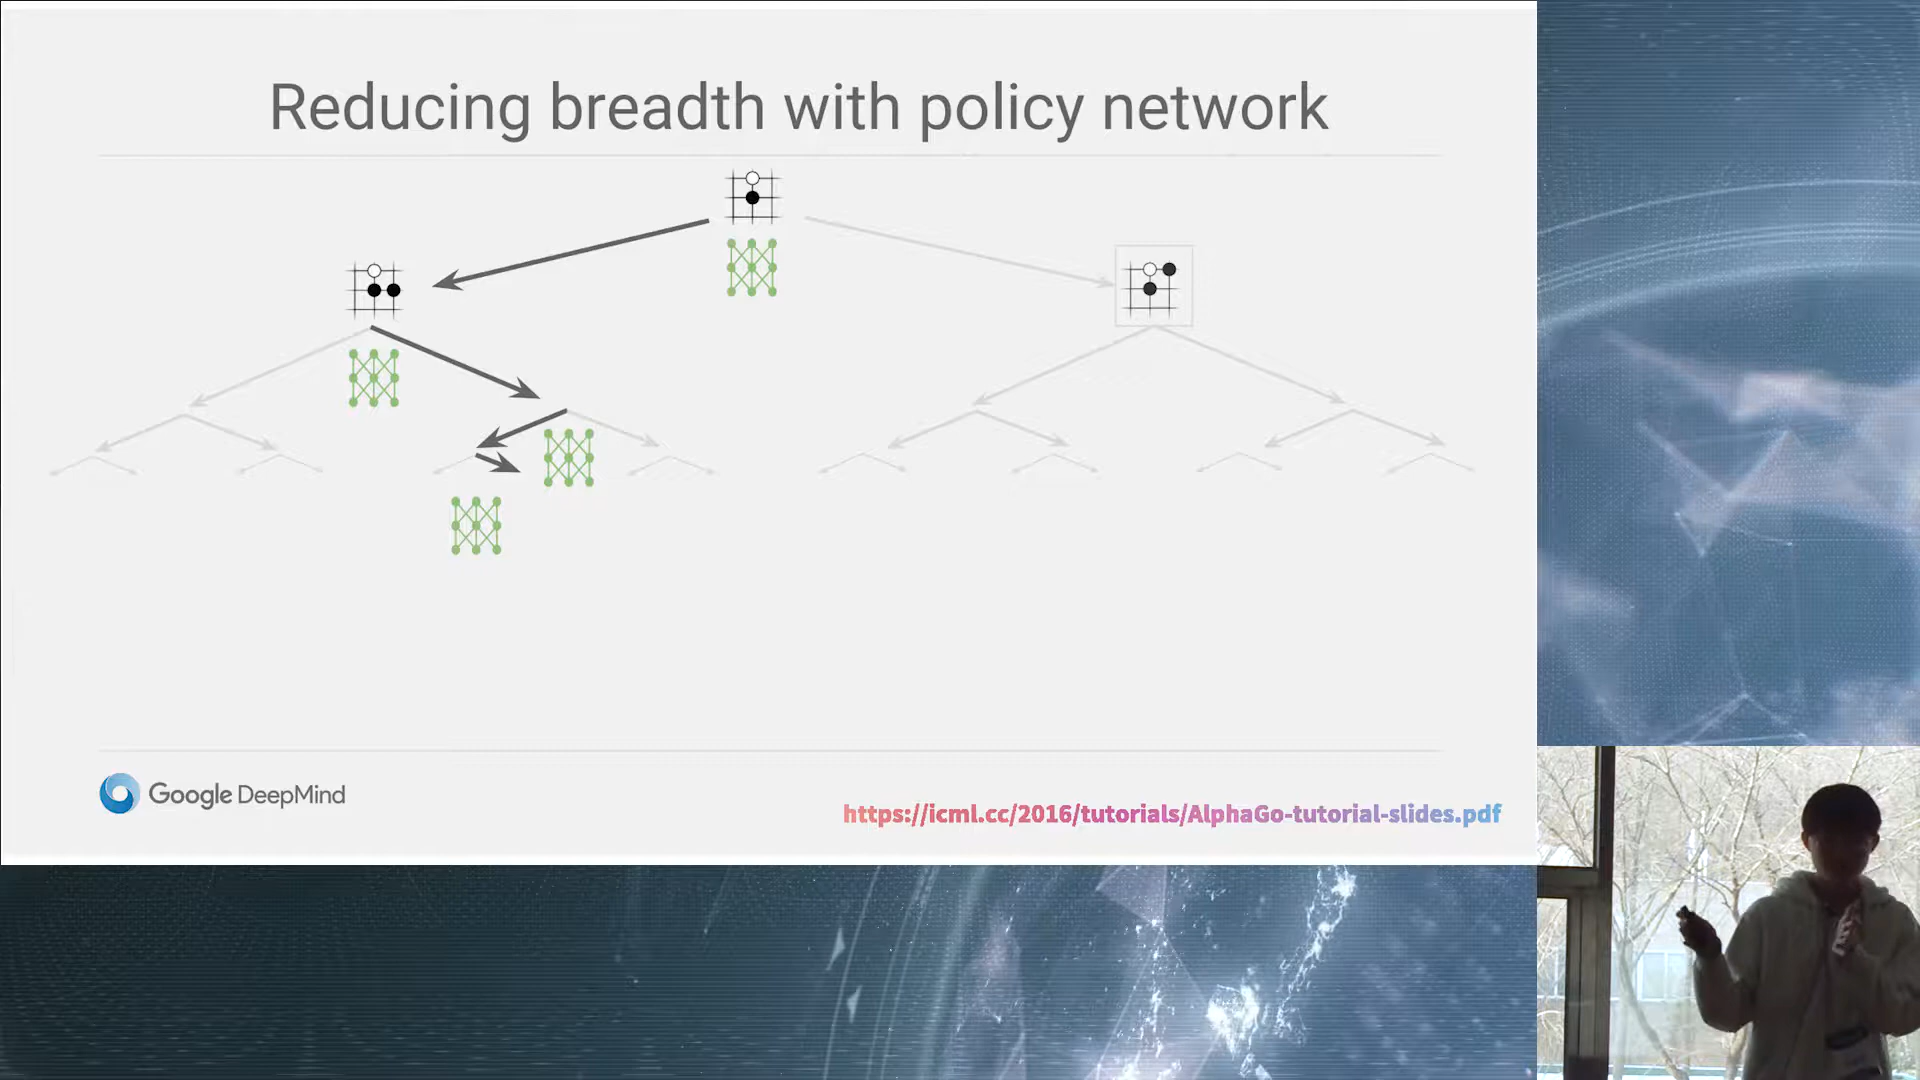 Reducing breadth with policy network
Google DeepMind
https://icml.cc/2016/tutorials/AlphaGo-tutorial-slides.pdf